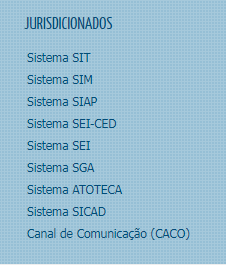 JURISDICIONADOS
Sistema SIT
Sistema SIM
Sistema SIAP
Sistema SEI-CED
Sistema SEI
Sistema SGA
Sistema ATOTECA
Sistema SICAD
Canal de Comunicação (CACO)